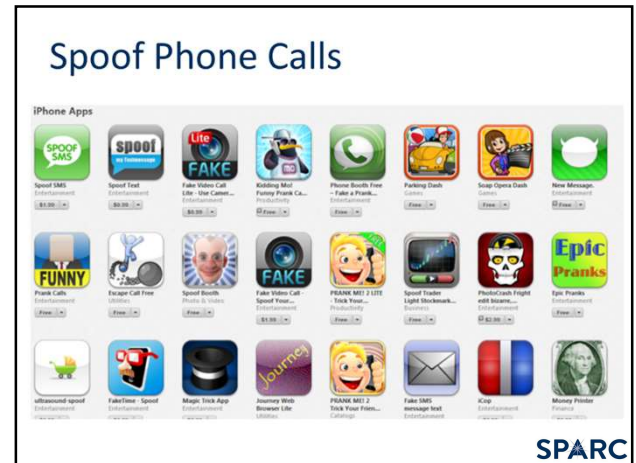 Spoof Phone Calls
iPhone Apps
SPOOF
SMS
spoof
my Textmessage
Lite
FAKE
MO!
FUNNY
FAKE
LITE
Epic
Pranks
Journey
Spoof SMS
Entertainment
$1.99
Spoof Text
Entertainment
$0.99
Fake Video Call
Lite - Use Camer...
Entertainment
$0.99
Kidding Mo!
Funny Prank Ca...
Productivity
Free
Phone Booth Free
– Fake a Prank...
Entertainment
Free
Parking Dash
Games
Free
Soap Opera Dash
Games
Free
New Message.
Entertainment
Free
Prank Calls
Entertainment
Free
Escape Call Free
Utilities
Free
Spoof Booth
Photo & Video
Free
Fake Video Call -
Spoof Your...
Entertainment
$1.99
PRANK ME! 2 LITE
- Trick Your...
Productivity
Free
Spoof Trader
Light Stockmark...
Business
Free
PhotoCrash Fright
edit bizarre,...
Entertainment
$2.99
Epic Pranks
Entertainment
Free
ultrasound-spoof
Entertainment
FakeTime - Spoof
Entertainment
Magic Trick App
Entertainment
Journey Web
Browser Lite
Utilities
PRANK ME! 2
Trick Your Frien...
Catalogs
Fake SMS
message text
Entertainment
iCop
Entertainment
Money Printer
Finance
SPARC